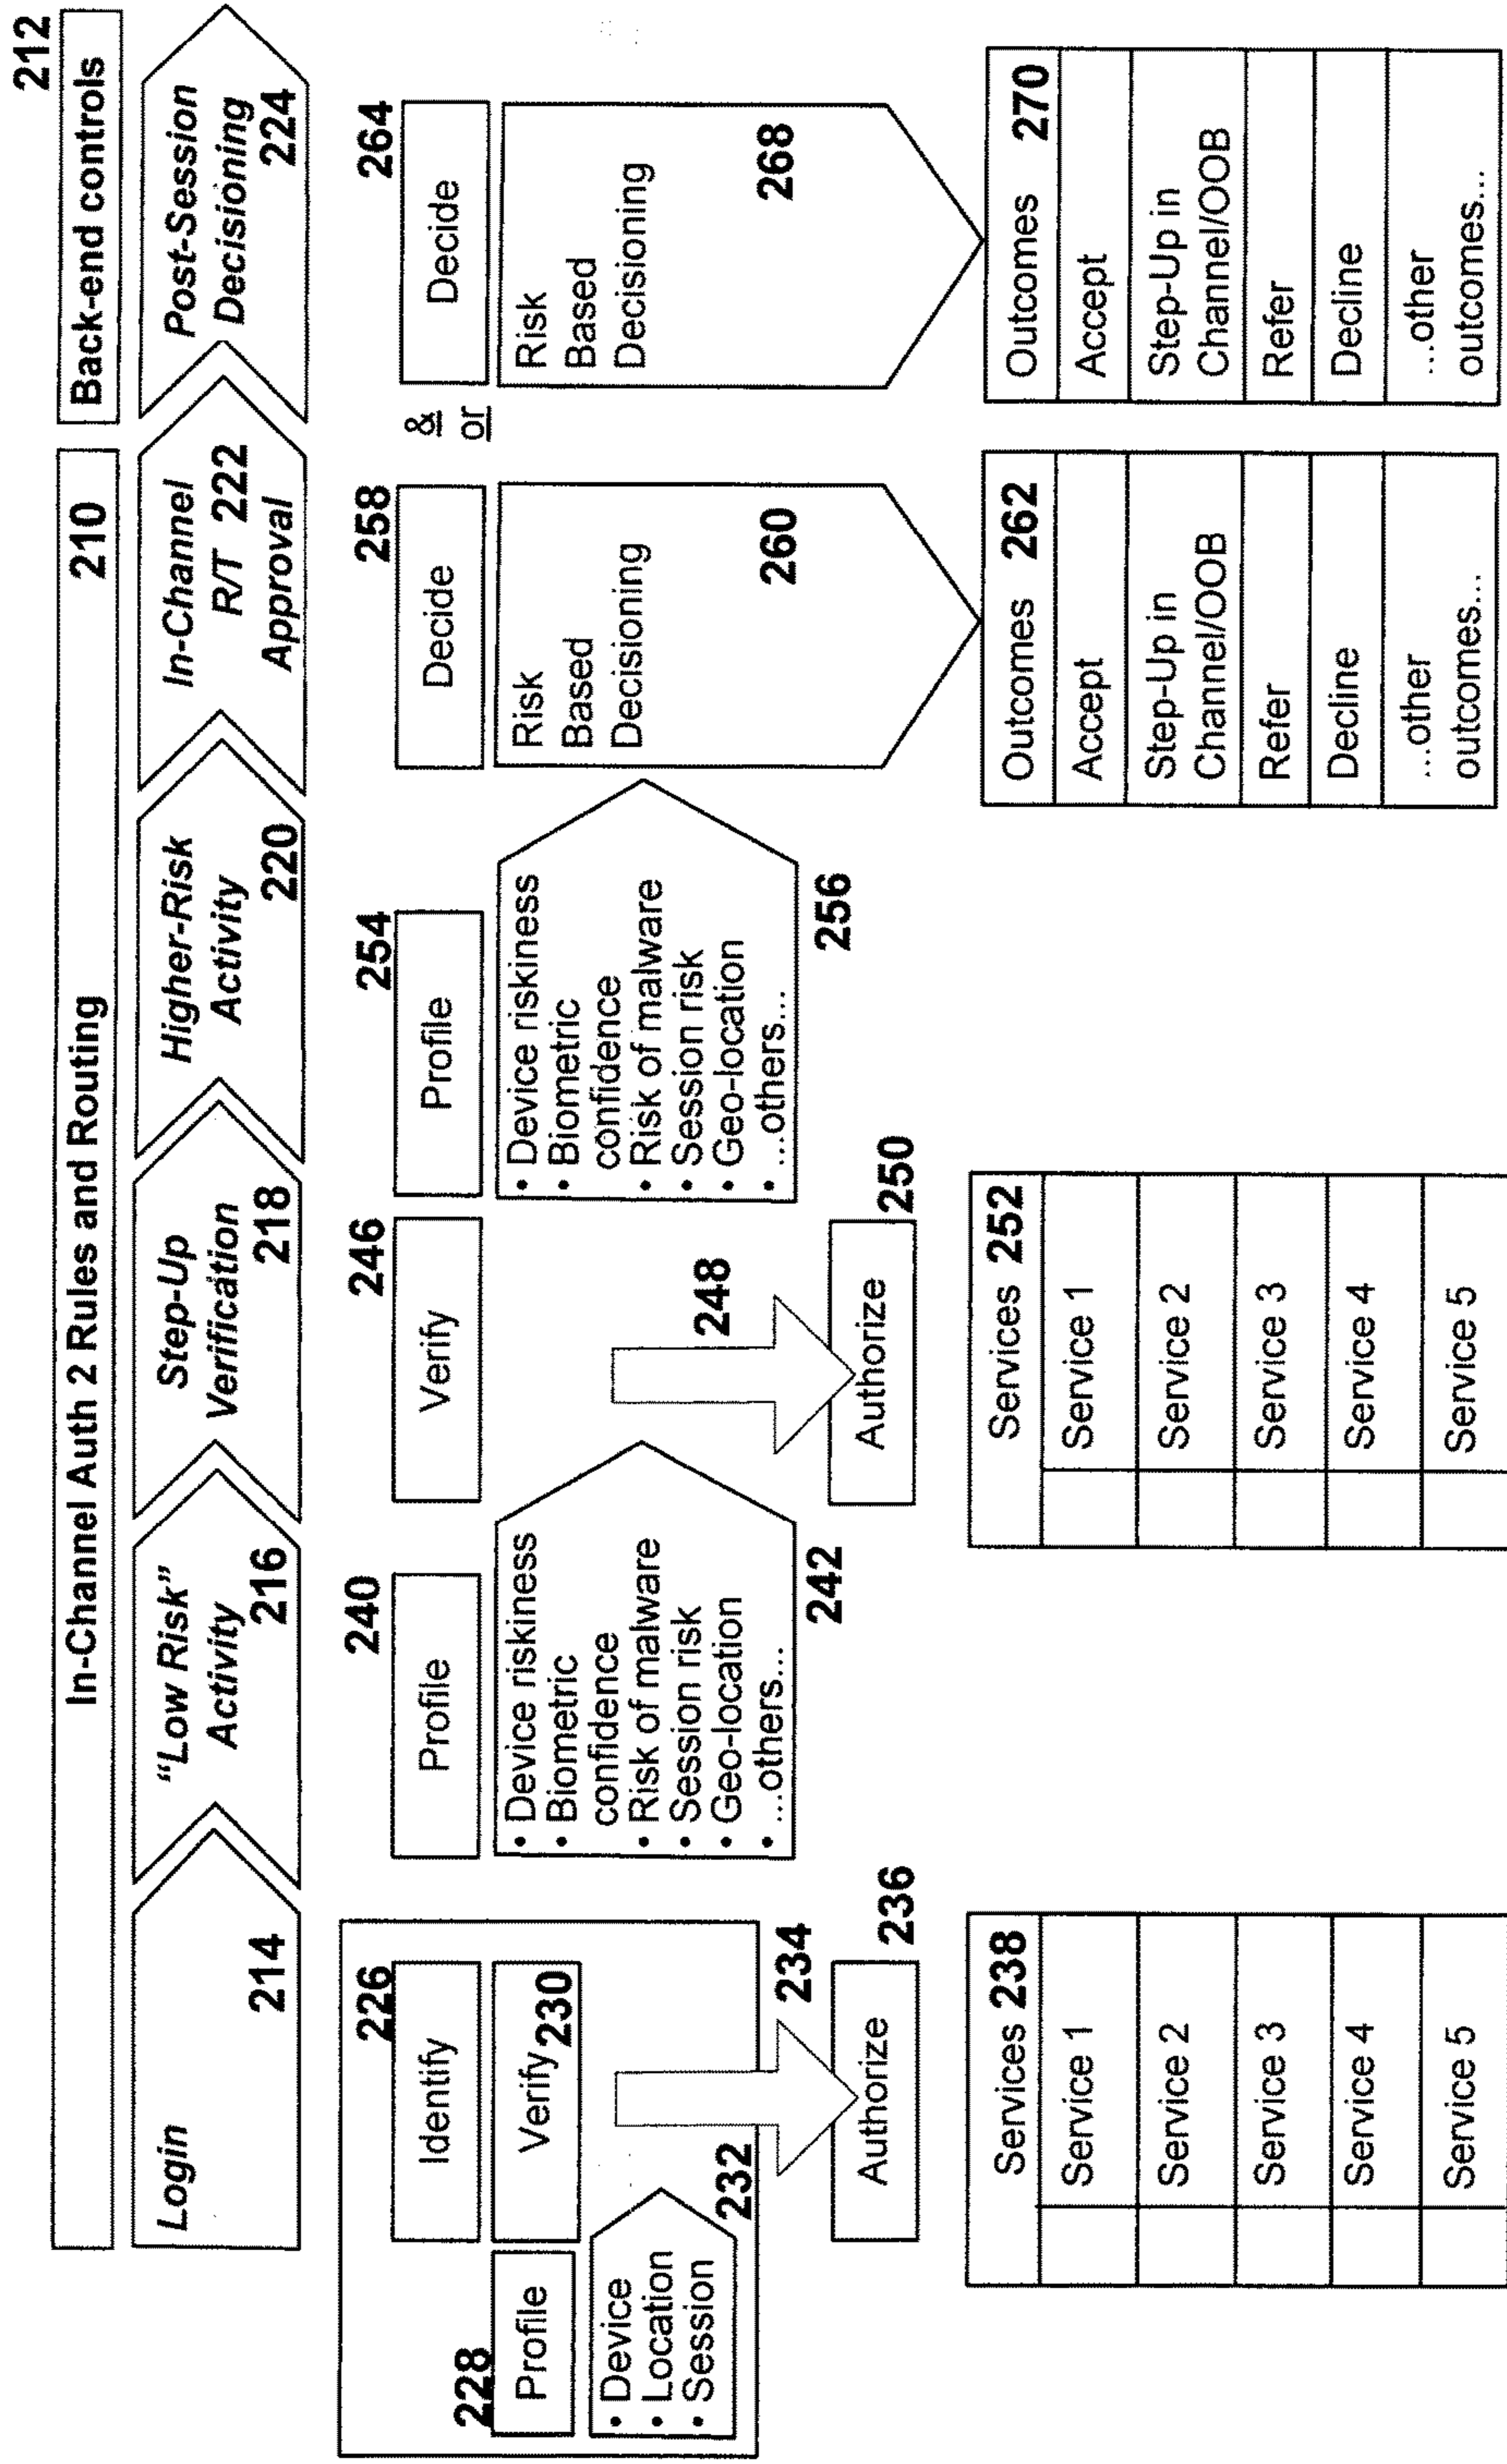 212
In-Channel Auth 2 Rules and Routing 210
Back-end controls
Login
214
"Low Risk"
Activity
216
Step-Up
Verification
218
Higher-Risk
Activity
220
In-Channel
R/T 222
Approval
Post-Session
Decisioning
224
226
Identify
228
Profile
Verify 230
• Device
• Location
• Session
232
234
236
Authorize
Services 238
Service 1
Service 2
Service 3
Service 4
Service 5
240
Profile
• Device riskiness
• Biometric
confidence
• Risk of malware
• Session risk
• Geo-location
• ...others...
242
246
Verify
248
250
Authorize
Services 252
Service 1
Service 2
Service 3
Service 4
Service 5
254
Profile
• Device riskiness
• Biometric
confidence
• Risk of malware
• Session risk
• Geo-location
• ...others...
256
258
Decide
Risk
Based
Decisioning
260
Outcomes 262
Accept
Step-Up in
Channel/OOB
Refer
Decline
...other
outcomes...
&
or
264
Decide
Risk
Based
Decisioning
268
Outcomes 270
Accept
Step-Up in
Channel/OOB
Refer
Decline
...other
outcomes...